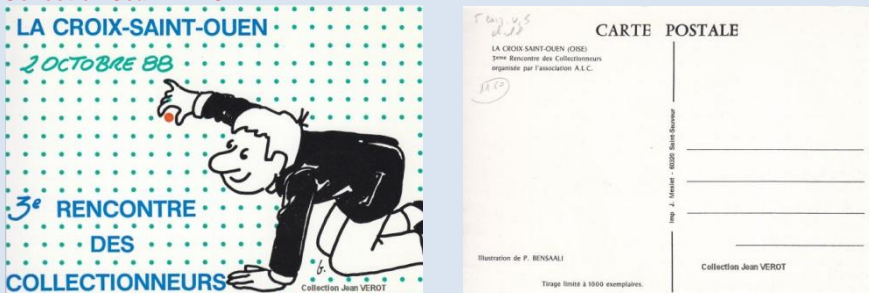 LA CROIX-SAINT-OUEN
2 OCTOBRE 88
3e RENCONTRE
DES
COLLECTIONNEURS
Collection Jean VEROT
CARTE POSTALE
LA CROIX-SAINT-OUEN (OISE)
3eme Rencontre des Collectionneurs
organisée par l'association A.L.C.
Imp J. Meslet - 60320 Saint-Sauveur
Illustration de P. BENSAALI
Collection Jean VEROT
Tirage limité à 1000 exemplaires.